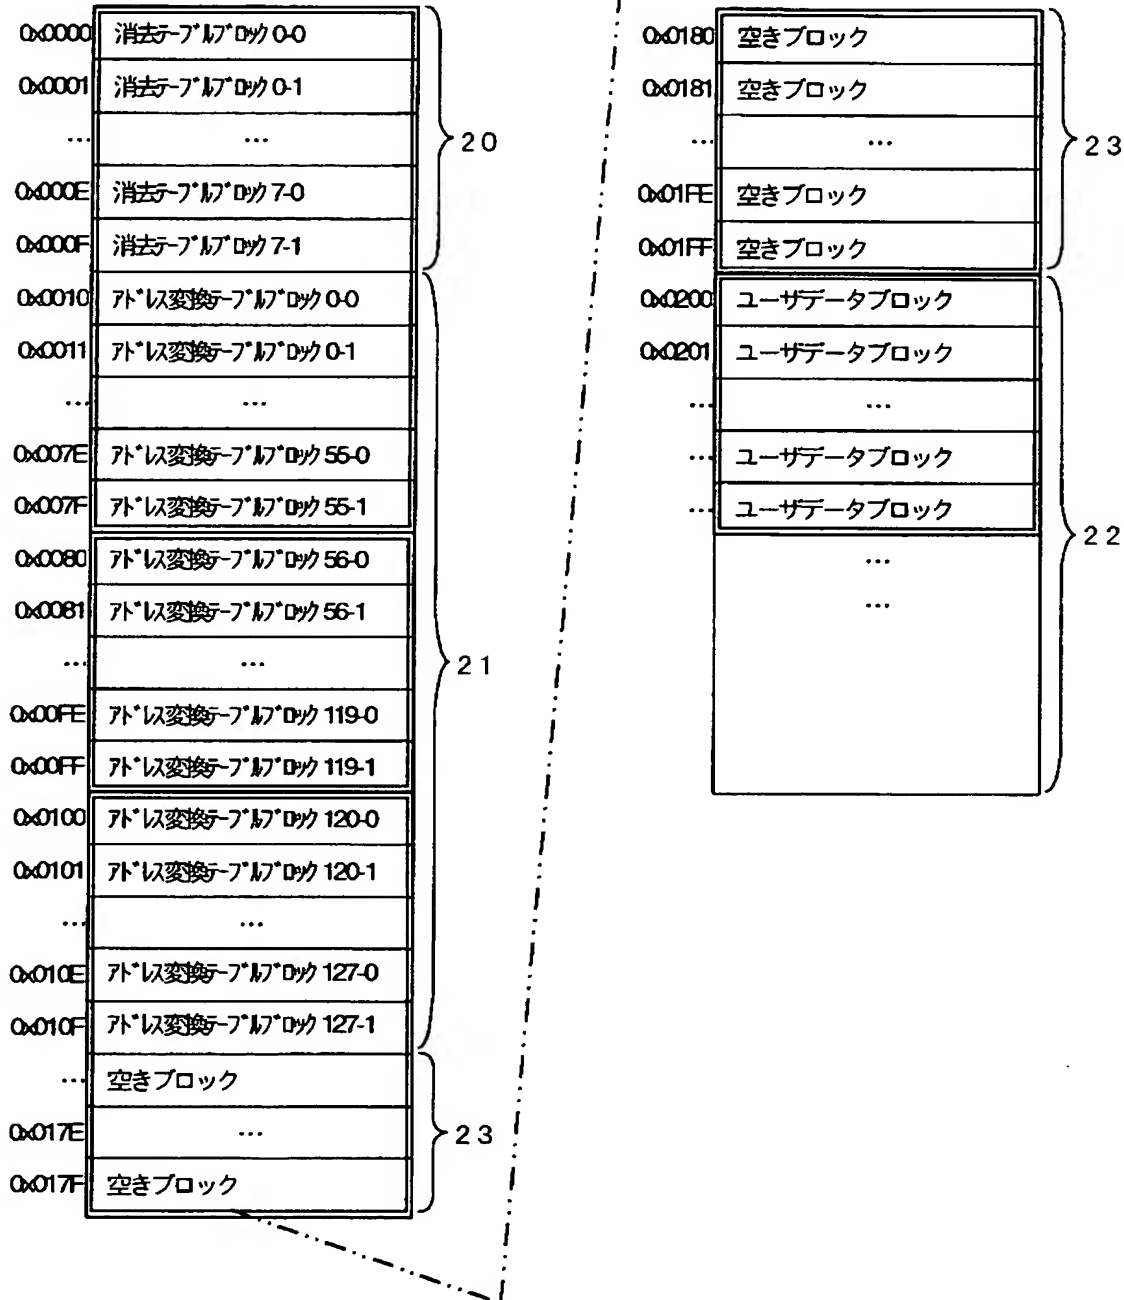 0x0000 消去テーブルブロック 0-0
0x0001 消去テーブルブロック 0-1
… …
20
0x000E 消去テーブルブロック 7-0
0x000F 消去テーブルブロック 7-1
0x0010 アドレス変換テーブルブロック 0-0
0x0011 アドレス変換テーブルブロック 0-1
… …
0x007E アドレス変換テーブルブロック 55-0
0x007F アドレス変換テーブルブロック 55-1
0x0080 アドレス変換テーブルブロック 56-0
0x0081 アドレス変換テーブルブロック 56-1
… …
21
0x00FE アドレス変換テーブルブロック 119-0
0x00FF アドレス変換テーブルブロック 119-1
0x0100 アドレス変換テーブルブロック 120-0
0x0101 アドレス変換テーブルブロック 120-1
… …
0x010E アドレス変換テーブルブロック 127-0
0x010F アドレス変換テーブルブロック 127-1
… 空きブロック
0x017E …
23
0x017F 空きブロック
0x0180 空きブロック
0x0181 空きブロック
… …
23
0x01FE 空きブロック
0x01FF 空きブロック
0x0200 ユーザデータブロック
0x0201 ユーザデータブロック
… …
… ユーザデータブロック
… ユーザデータブロック
22
…
…